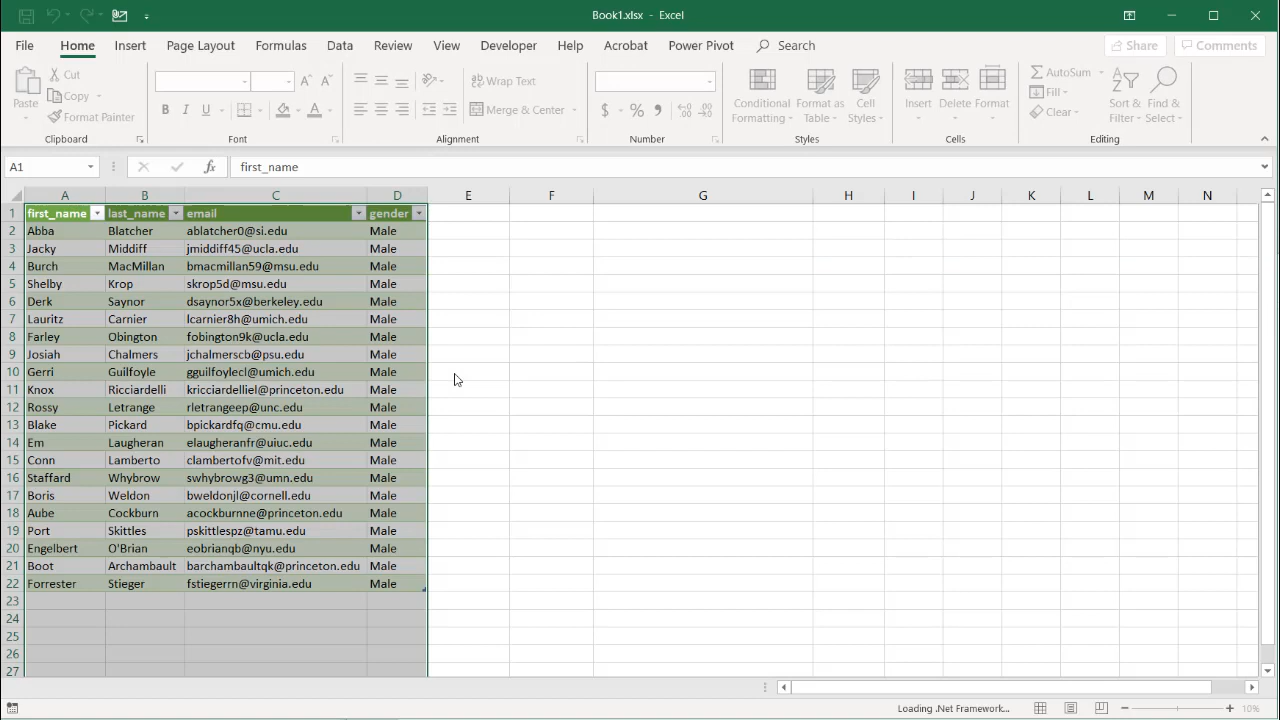 Book1.xlsx - Excel
File Home Insert Page Layout Formulas Data Review View Developer Help Acrobat Power Pivot Search Share Comments
Paste Cut Copy Format Painter
B I U
Wrap Text Merge & Center
$ % 9
Conditional Formatting Format as Table Cell Styles
Insert Delete Format
AutoSum Fill Clear
Sort & Filter Find & Select
Clipboard Font Alignment Number Styles Cells Editing
A1 fx first_name
A B C D E F G H I J K L M N
1 first_name last_name email gender
2 Abba Blatcher ablatcher0@si.edu Male
3 Jacky Middiff jmiddiff45@ucla.edu Male
4 Burch MacMillan bmacmillan59@msu.edu Male
5 Shelby Krop skrop5d@msu.edu Male
6 Derk Saynor dsaynor5x@berkeley.edu Male
7 Lauritz Carnier lcarnier8h@umich.edu Male
8 Farley Obington fobington9k@ucla.edu Male
9 Josiah Chalmers jchalmerscb@psu.edu Male
10 Gerri Guilfoyle gguilfoylecl@umich.edu Male
11 Knox Ricciardelli kricciardelliel@princeton.edu Male
12 Rossy Letrange rletrangeep@unc.edu Male
13 Blake Pickard bpickardfq@cmu.edu Male
14 Em Laugheran elaugheranfr@uiuc.edu Male
15 Conn Lamberto clambertofv@mit.edu Male
16 Staffard Whybrow swhybrowg3@umn.edu Male
17 Boris Weldon bweldonjl@cornell.edu Male
18 Aube Cockburn acockburnne@princeton.edu Male
19 Port Skittles pskittlespz@tamu.edu Male
20 Engelbert O'Brian eobrianqb@nyu.edu Male
21 Boot Archambault barchambaultqk@princeton.edu Male
22 Forrester Stieger fstiegerrn@virginia.edu Male
23
24
25
26
27
Loading .Net Framework... 10%